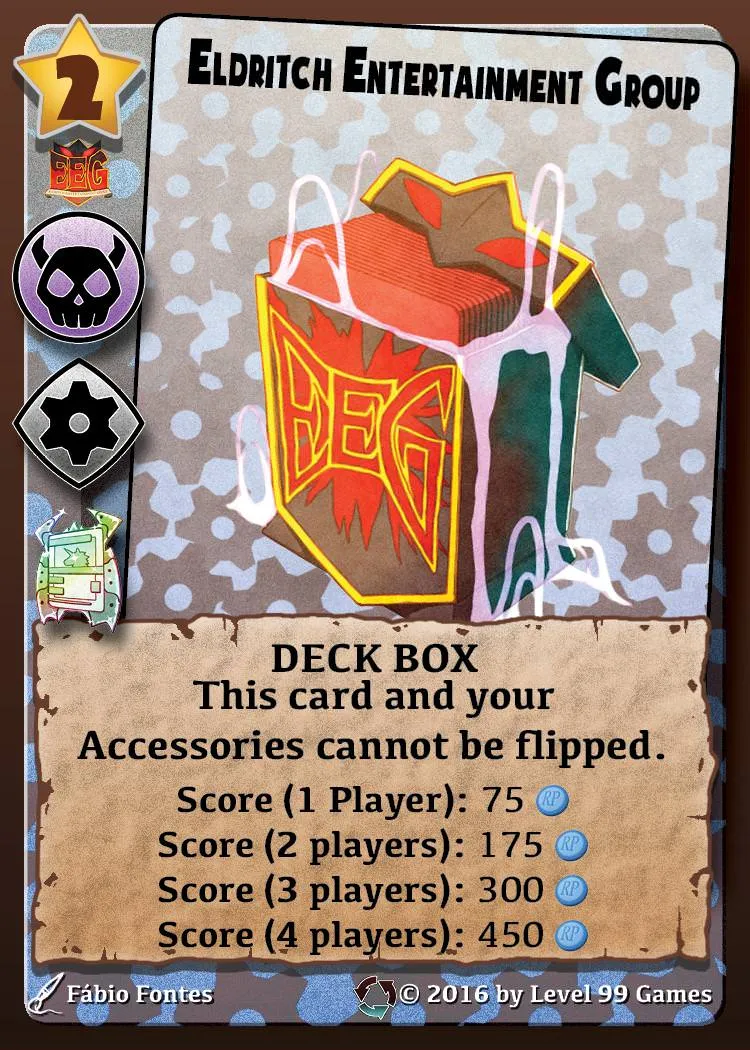 2
ELDRITCH ENTERTAINMENT GROUP
EEG
EEG
DECK BOX
This card and your
Accessories cannot be flipped.
Score (1 Player): 75 RP
Score (2 players): 175 RP
Score (3 players): 300 RP
Score (4 players): 450 RP
Fábio Fontes
© 2016 by Level 99 Games